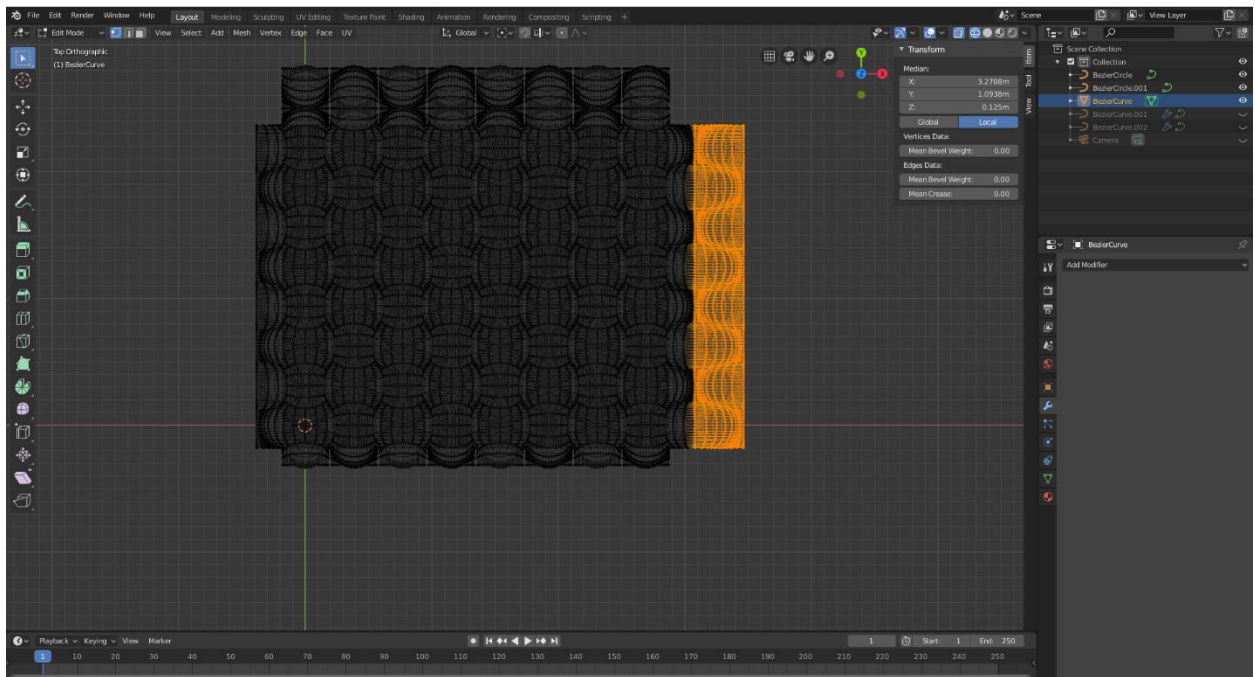 File Edit Render Window Help Layout Modeling Sculpting UV Editing Texture Paint Shading Animation Rendering Compositing Scripting + Scene View Layer
Edit Mode View Select Add Mesh Vertex Edge Face UV Global
Top Orthographic
(1) BezierCurve
Y
X
Z
Transform
Median:
X: 3.2708m
Y: 1.0938m
Z: 0.125m
Global Local
Vertices Data:
Mean Bevel Weight: 0.00
Edges Data:
Mean Bevel Weight: 0.00
Mean Crease: 0.00
Item
Tool
View
Scene Collection
Collection
BezierCircle
BezierCircle.001
BezierCurve
BezierCurve.001
BezierCurve.002
Camera
BezierCurve
Add Modifier
Playback Keying View Marker 1 Start: 1 End: 250
1 10 20 30 40 50 60 70 80 90 100 110 120 130 140 150 160 170 180 190 200 210 220 230 240 250